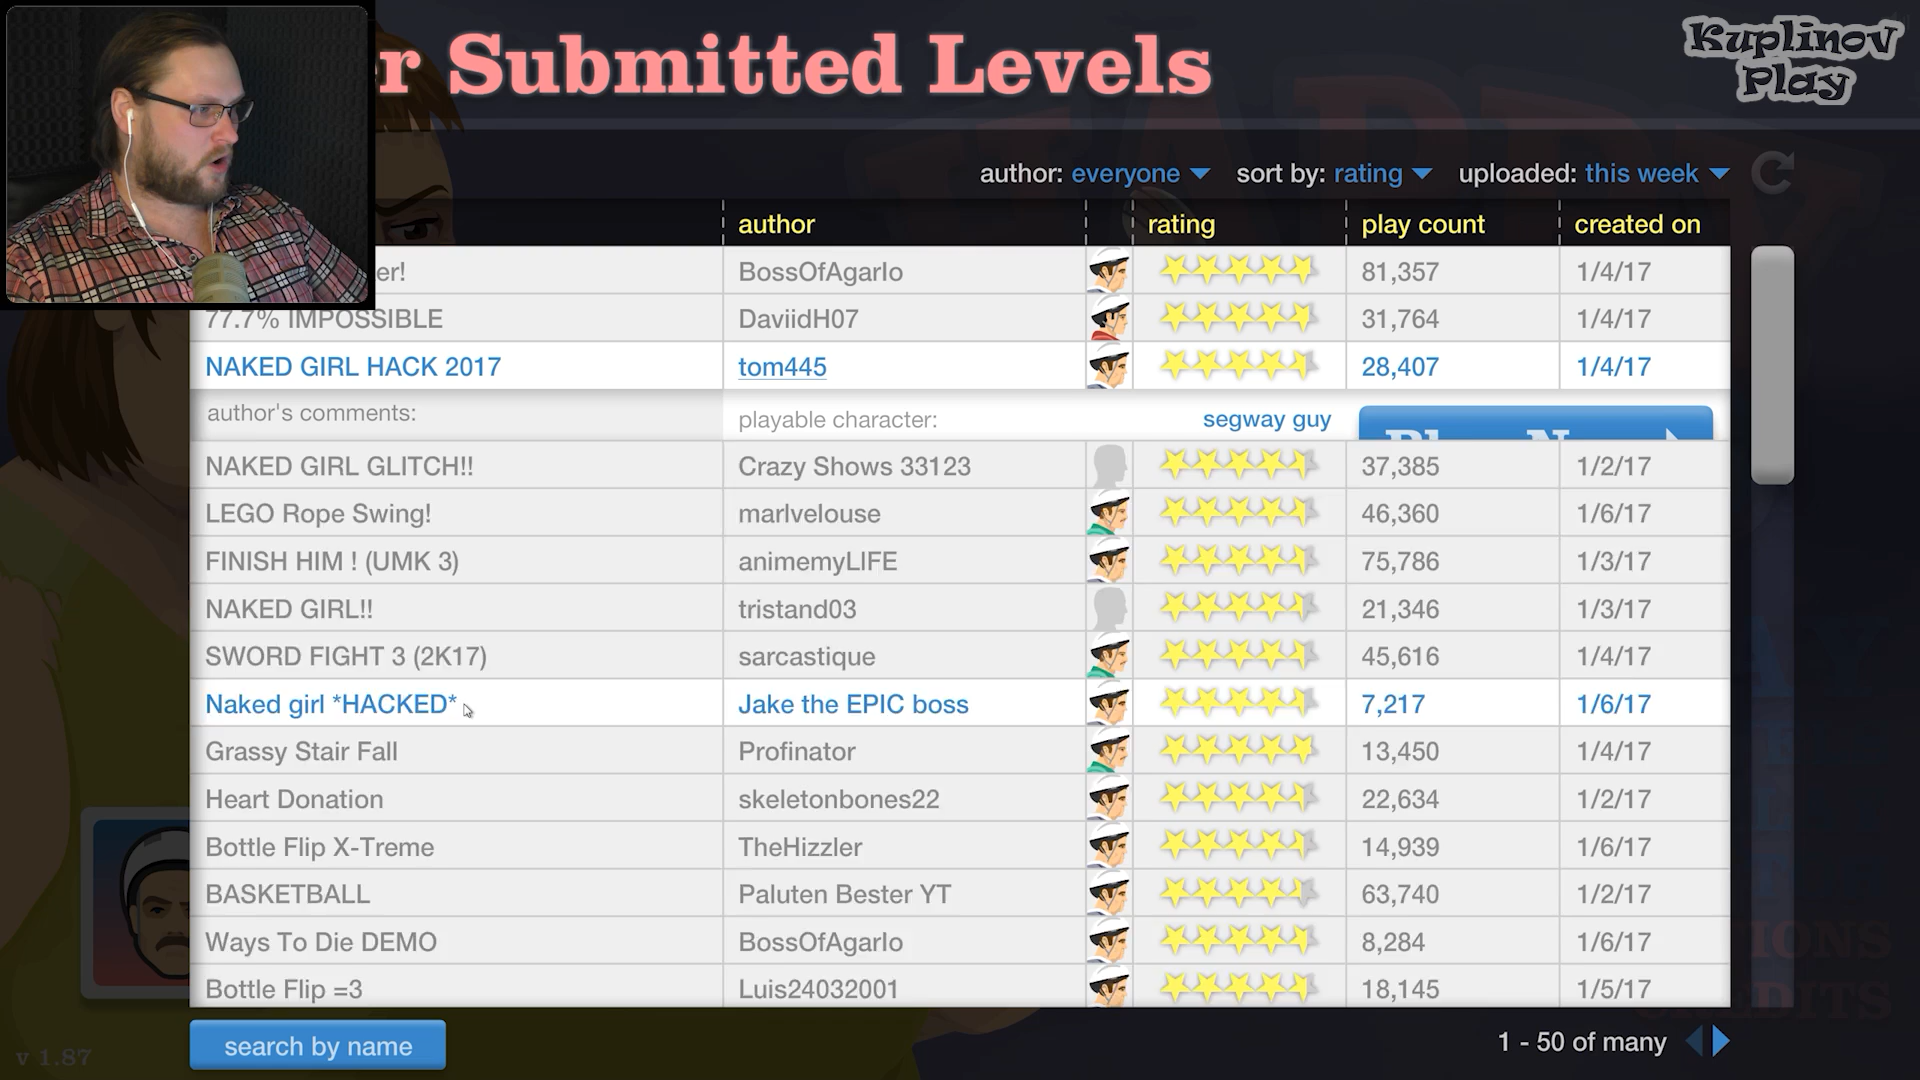 r Submitted Levels
Kuplinov
Play
author: everyone sort by: rating uploaded: this week
author rating play count created on
er! BossOfAgarIo 81,357 1/4/17
77.7% IMPOSSIBLE DaviidH07 31,764 1/4/17
NAKED GIRL HACK 2017 tom445 28,407 1/4/17
author's comments: playable character: segway guy
NAKED GIRL GLITCH!! Crazy Shows 33123 37,385 1/2/17
LEGO Rope Swing! marlvelouse 46,360 1/6/17
FINISH HIM ! (UMK 3) animemyLIFE 75,786 1/3/17
NAKED GIRL!! tristand03 21,346 1/3/17
SWORD FIGHT 3 (2K17) sarcastique 45,616 1/4/17
Naked girl *HACKED* Jake the EPIC boss 7,217 1/6/17
Grassy Stair Fall Profinator 13,450 1/4/17
Heart Donation skeletonbones22 22,634 1/2/17
Bottle Flip X-Treme TheHizzler 14,939 1/6/17
BASKETBALL Paluten Bester YT 63,740 1/2/17
Ways To Die DEMO BossOfAgarIo 8,284 1/6/17
Bottle Flip =3 Luis24032001 18,145 1/5/17
search by name
1 - 50 of many
v 1.87